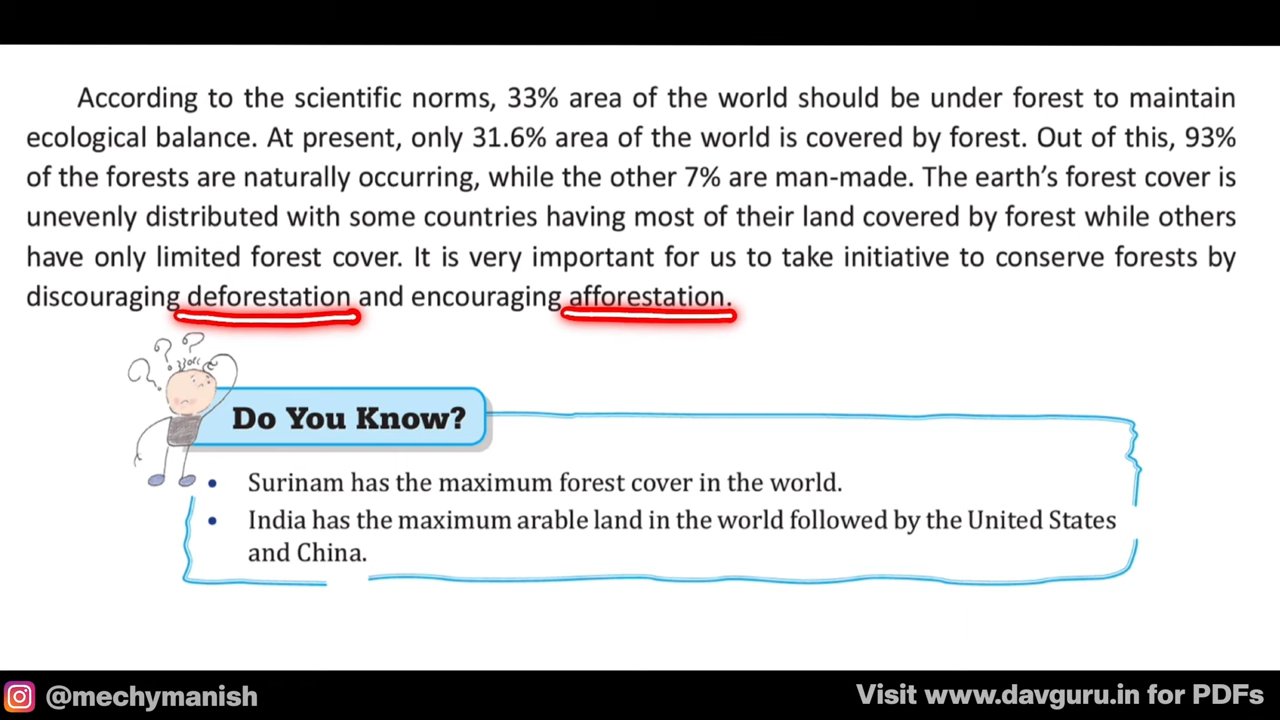 According to the scientific norms, 33% area of the world should be under forest to maintain
ecological balance. At present, only 31.6% area of the world is covered by forest. Out of this, 93%
of the forests are naturally occurring, while the other 7% are man-made. The earth’s forest cover is
unevenly distributed with some countries having most of their land covered by forest while others
have only limited forest cover. It is very important for us to take initiative to conserve forests by
discouraging deforestation and encouraging afforestation.
? ? ?
Do You Know?
• Surinam has the maximum forest cover in the world.
• India has the maximum arable land in the world followed by the United States
and China.
@mechymanish
Visit www.davguru.in for PDFs